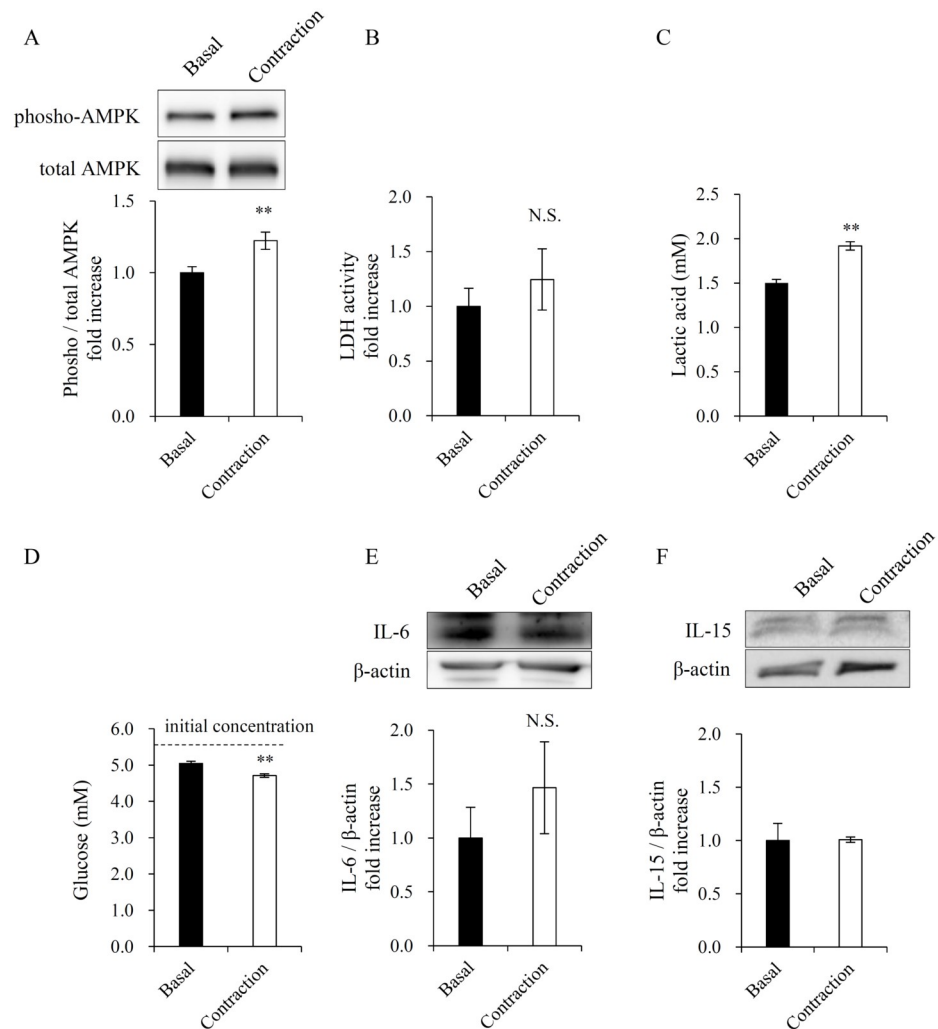 A
Basal
Contraction
phosho-AMPK
total AMPK
Phosho / total AMPK
fold increase
1.5
1.0
0.5
0.0
**
Basal
Contraction
B
LDH activity
fold increase
2.0
1.5
1.0
0.5
0.0
N.S.
Basal
Contraction
C
Lactic acid (mM)
2.5
2.0
1.5
1.0
0.5
0.0
**
Basal
Contraction
D
Glucose (mM)
6.0
5.0
4.0
3.0
2.0
1.0
0.0
initial concentration
**
Basal
Contraction
E
Basal
Contraction
IL-6
β-actin
IL-6 / β-actin
fold increase
2.0
1.5
1.0
0.5
0.0
N.S.
Basal
Contraction
F
Basal
Contraction
IL-15
β-actin
IL-15 / β-actin
fold increase
2.0
1.5
1.0
0.5
0.0
Basal
Contraction